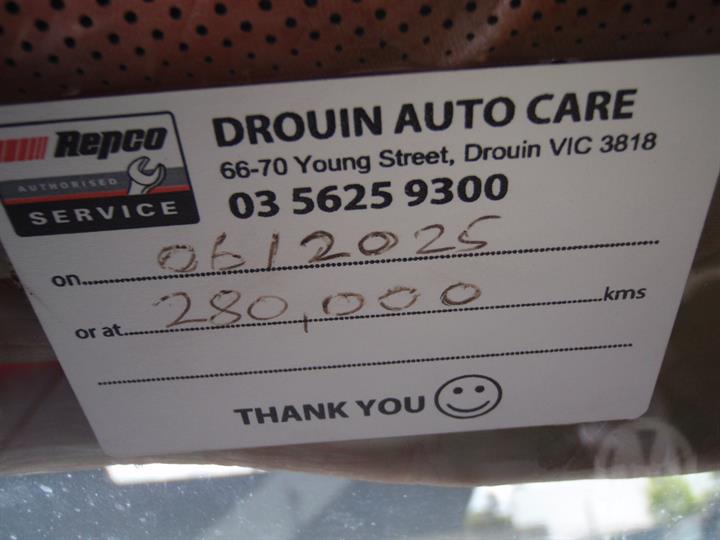 Repco
AUTHORISED
SERVICE
DROUIN AUTO CARE
66-70 Young Street, Drouin VIC 3818
03 5625 9300
on 06/2025
or at 280,000 kms
THANK YOU